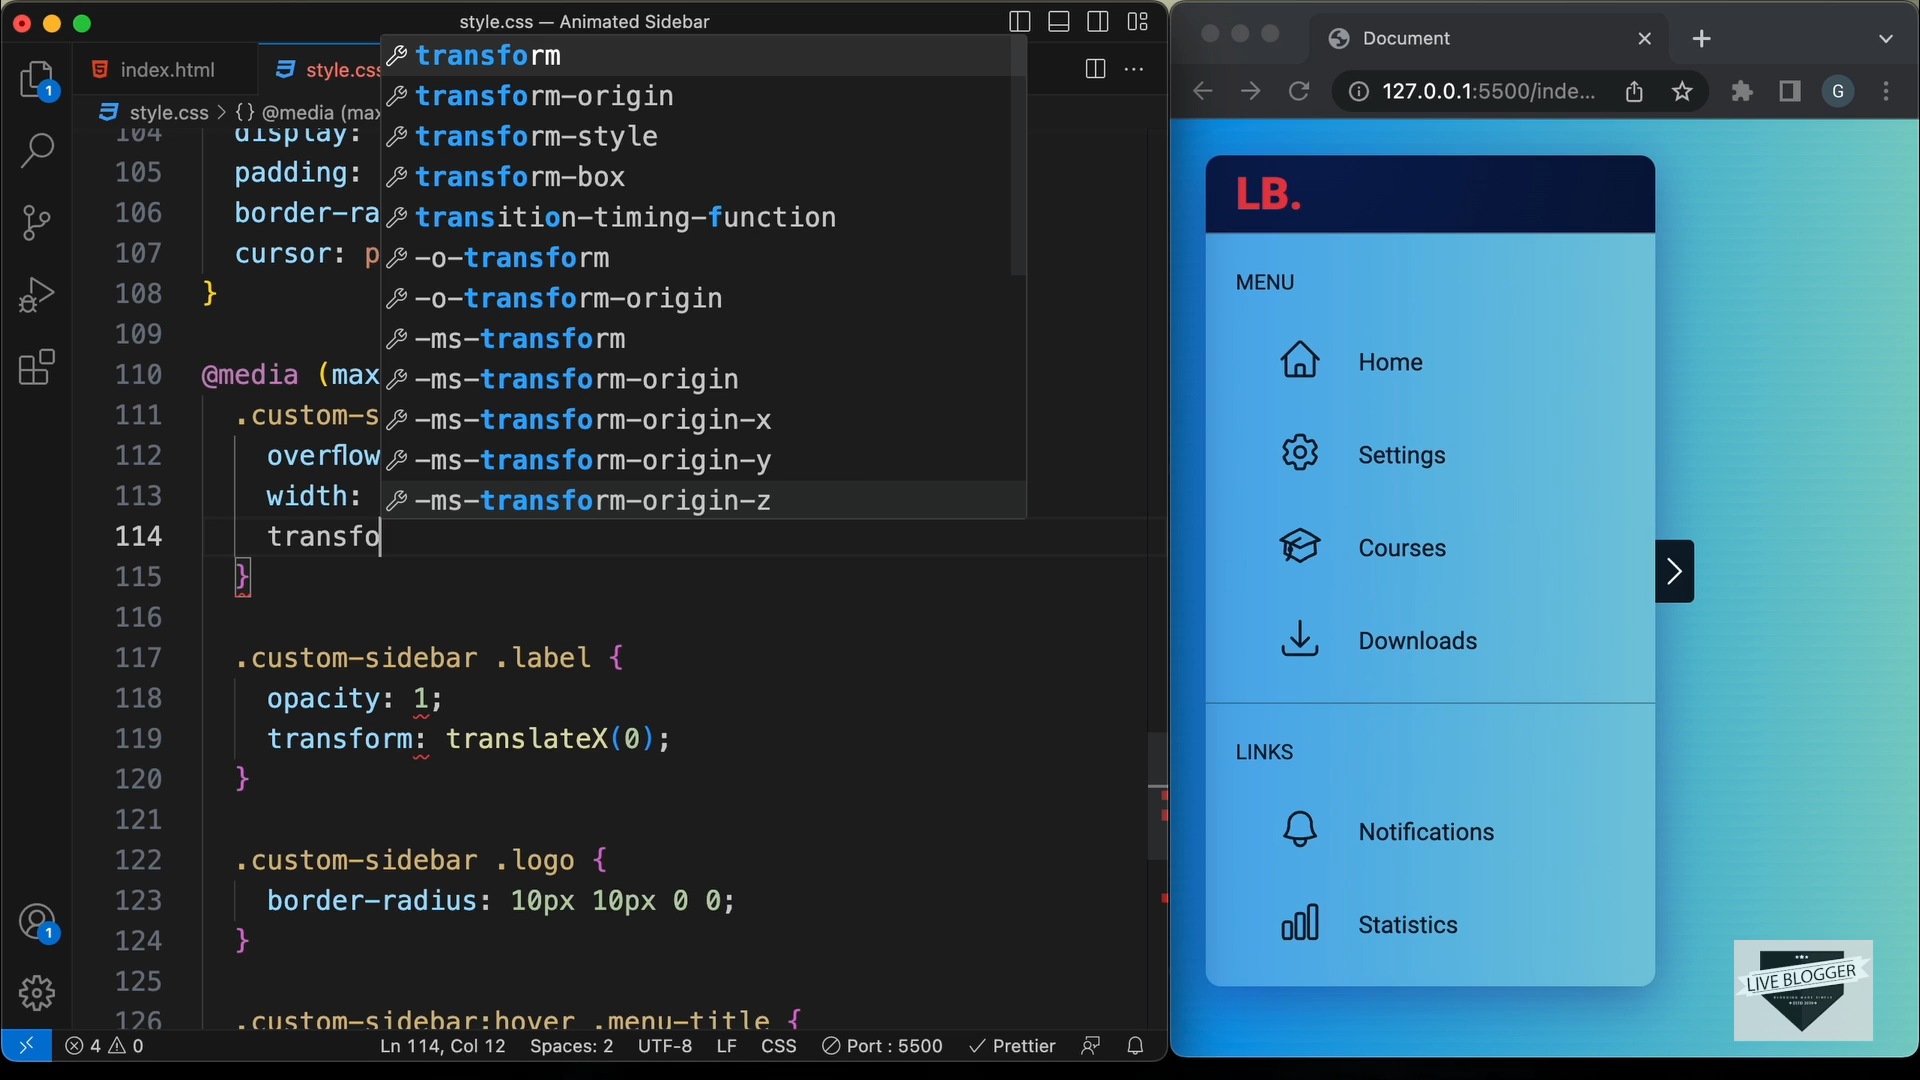 style.css — Animated Sidebar
index.html
style.css
style.css > {} @media (max
104 display:
105 padding:
106 border-ra
107 cursor: p
108 }
109
110 @media (max
111 .custom-s
112 overflow
113 width:
114 transfo
115 }
116
117 .custom-sidebar .label {
118 opacity: 1;
119 transform: translateX(0);
120 }
121
122 .custom-sidebar .logo {
123 border-radius: 10px 10px 0 0;
124 }
125
126 .custom-sidebar:hover .menu-title {
transform
transform-origin
transform-style
transform-box
transition-timing-function
-o-transform
-o-transform-origin
-ms-transform
-ms-transform-origin
-ms-transform-origin-x
-ms-transform-origin-y
-ms-transform-origin-z
1
1
4 0
Ln 114, Col 12
Spaces: 2
UTF-8
LF
CSS
Port : 5500
Prettier
Document
127.0.0.1:5500/inde...
G
LB.
MENU
Home
Settings
Courses
Downloads
LINKS
Notifications
Statistics
LIVE BLOGGER